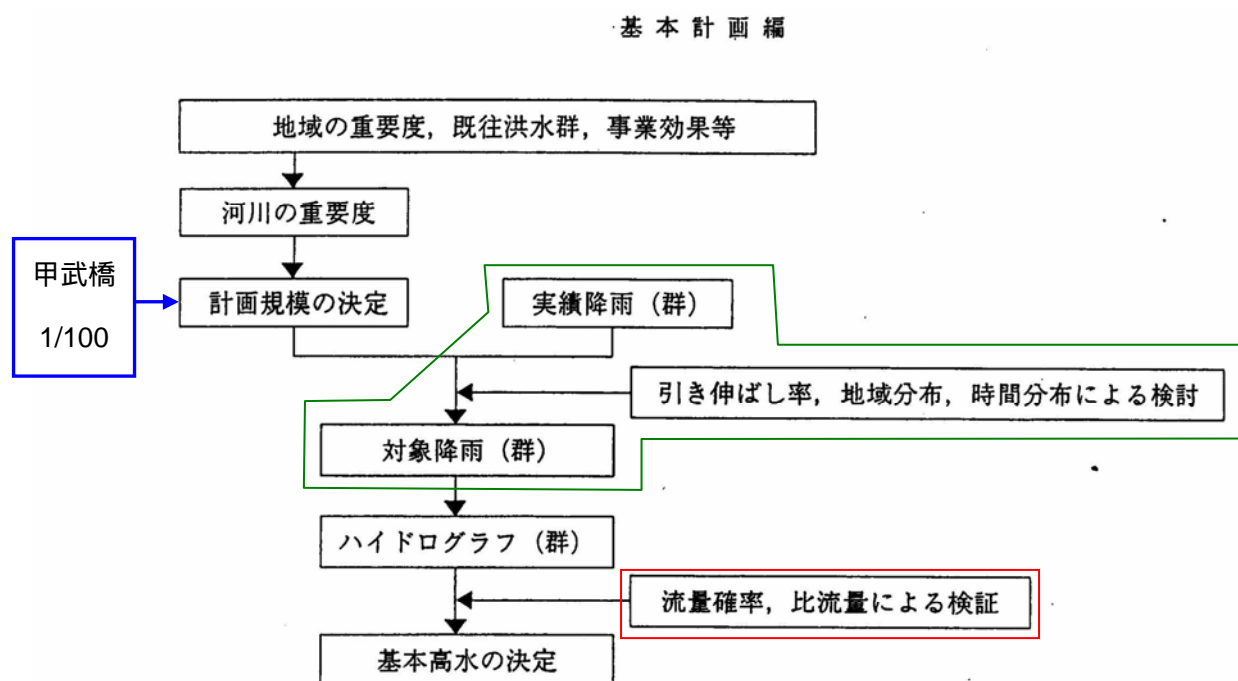 基本計画編
地域の重要度，既往洪水群，事業効果等
河川の重要度
甲武橋
1/100
計画規模の決定
実績降雨（群）
引き伸ばし率，地域分布，時間分布による検討
対象降雨（群）
ハイドログラフ（群）
流量確率，比流量による検証
基本高水の決定